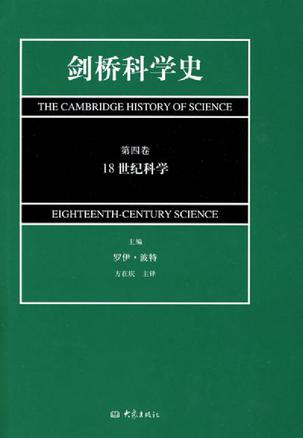 剑桥科学史
THE CAMBRIDGE HISTORY OF SCIENCE
第四卷
18世纪科学
EIGHTEENTH-CENTURY SCIENCE
主编
罗伊·波特
方在庆 主译
大象出版社